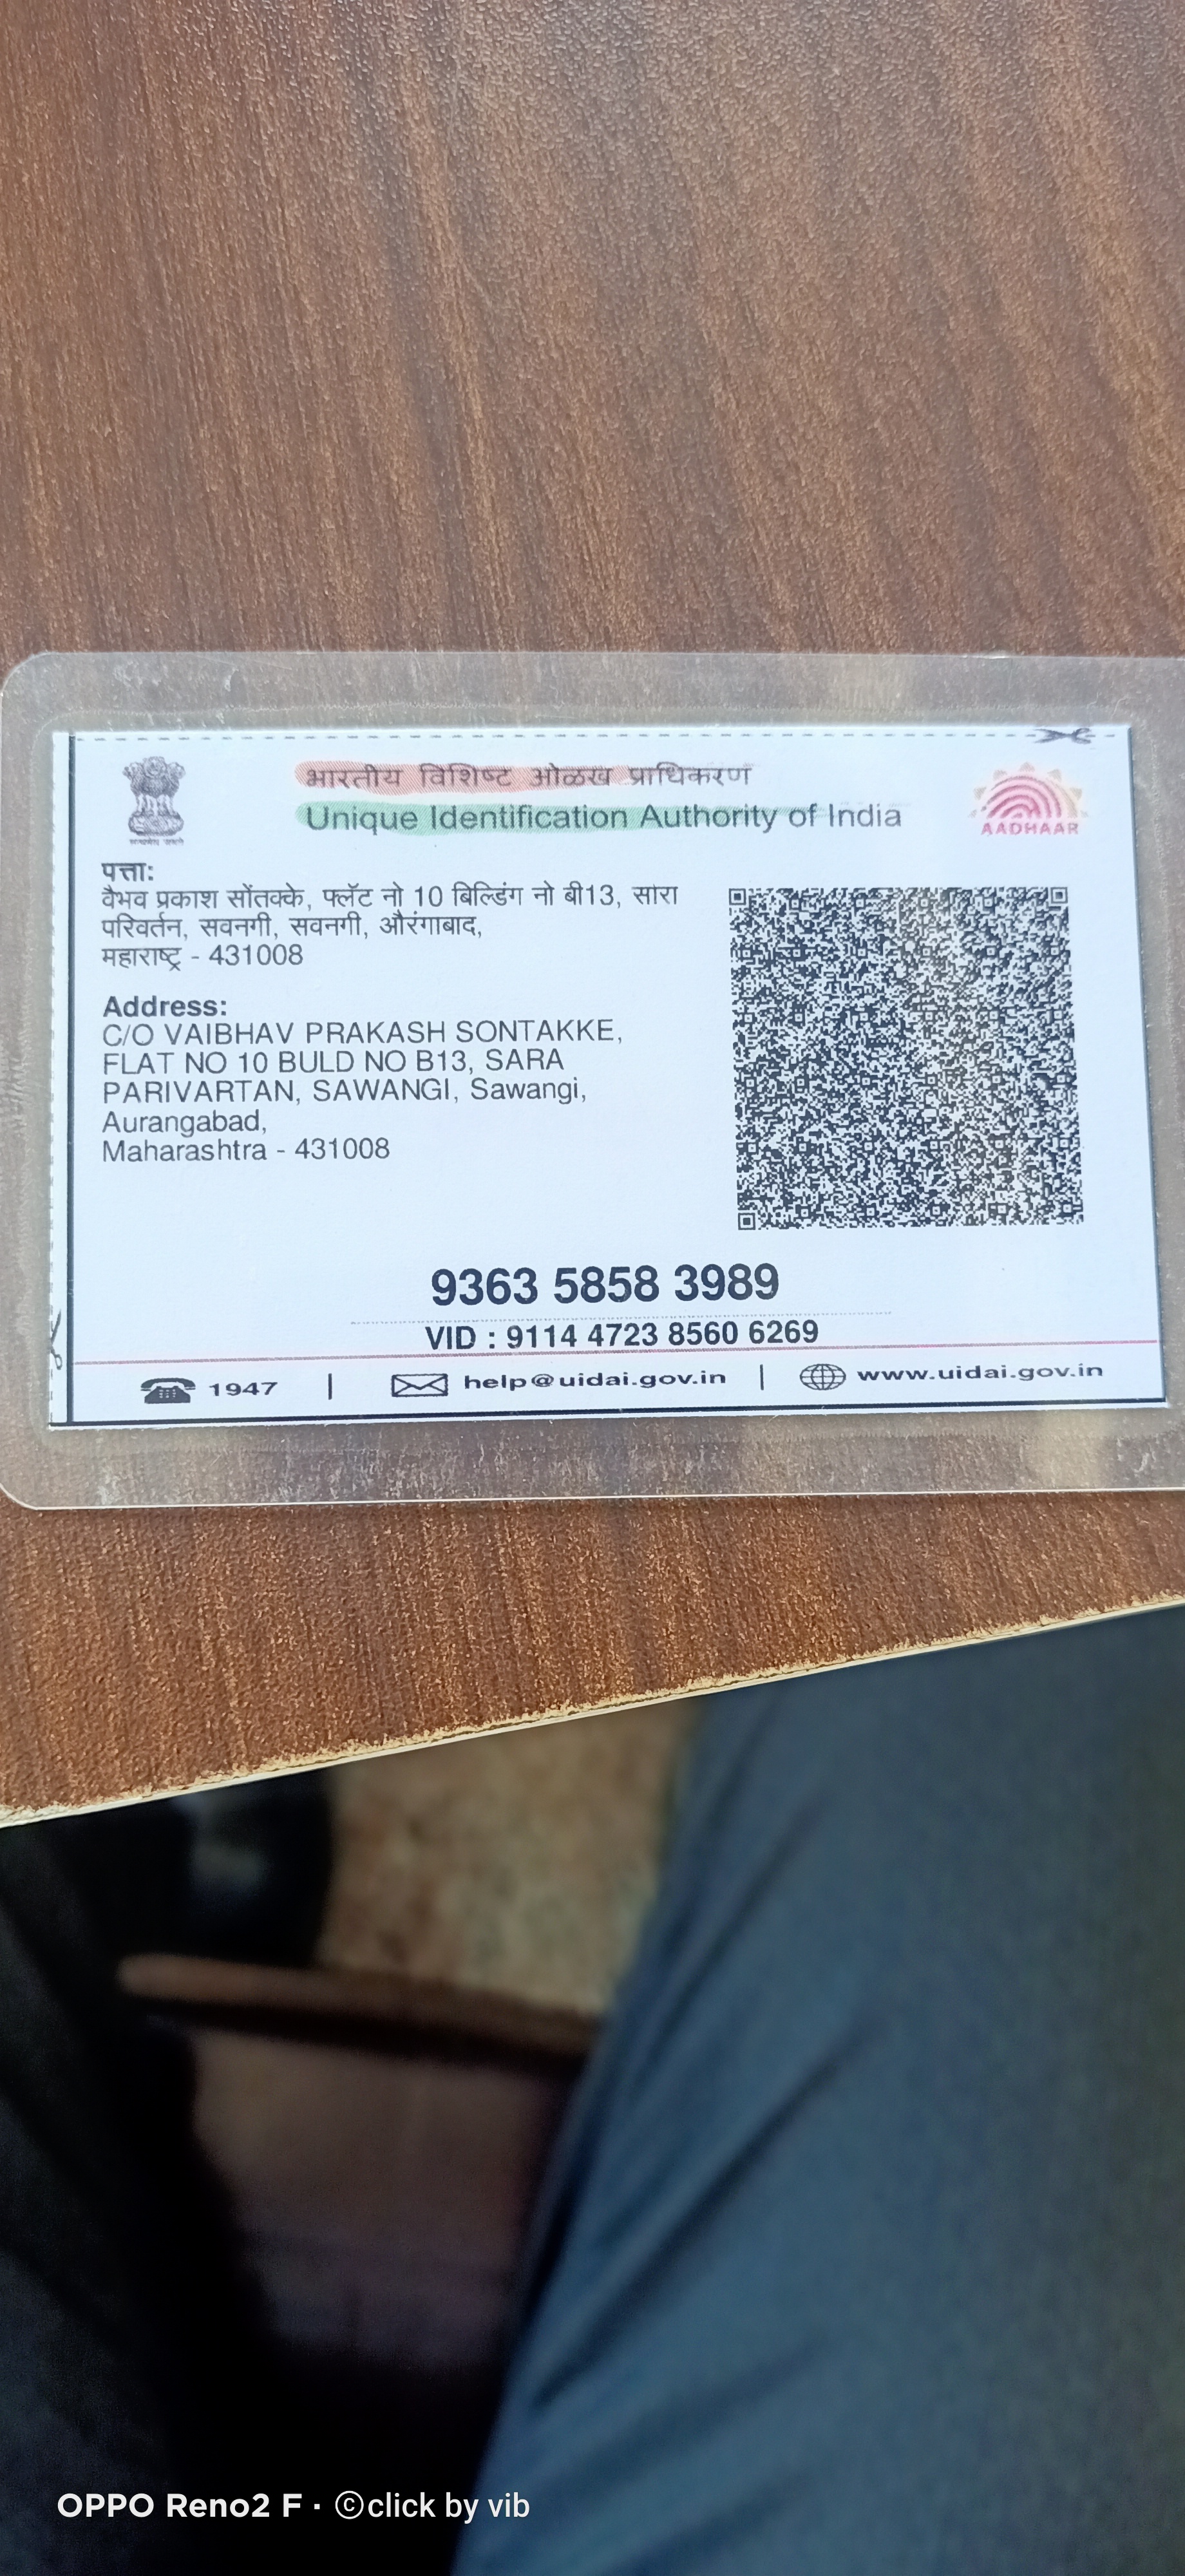 भारतीय विशिष्ट ओळख प्राधिकरण
Unique Identification Authority of India
AADHAAR
पत्ता:
वैभव प्रकाश सोंतक्के, फ्लॅट नो 10 बिल्डिंग नो बी13, सारा
परिवर्तन, सवनगी, सवनगी, औरंगाबाद,
महाराष्ट्र - 431008
Address:
C/O VAIBHAV PRAKASH SONTAKKE,
FLAT NO 10 BULD NO B13, SARA
PARIVARTAN, SAWANGI, Sawangi,
Aurangabad,
Maharashtra - 431008
9363 5858 3989
VID : 9114 4723 8560 6269
1947 | help@uidai.gov.in | www.uidai.gov.in
OPPO Reno2 F · ©click by vib